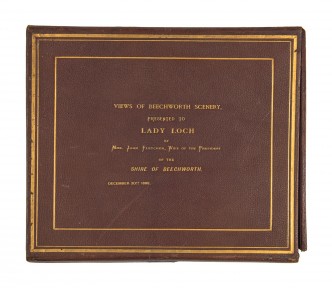 VIEWS OF BEECHWORTH SCENERY,
PRESENTED TO
LADY LOCH
BY
MRS. JOHN FLETCHER, WIFE OF THE PRESIDENT
OF THE
SHIRE OF BEECHWORTH.
DECEMBER